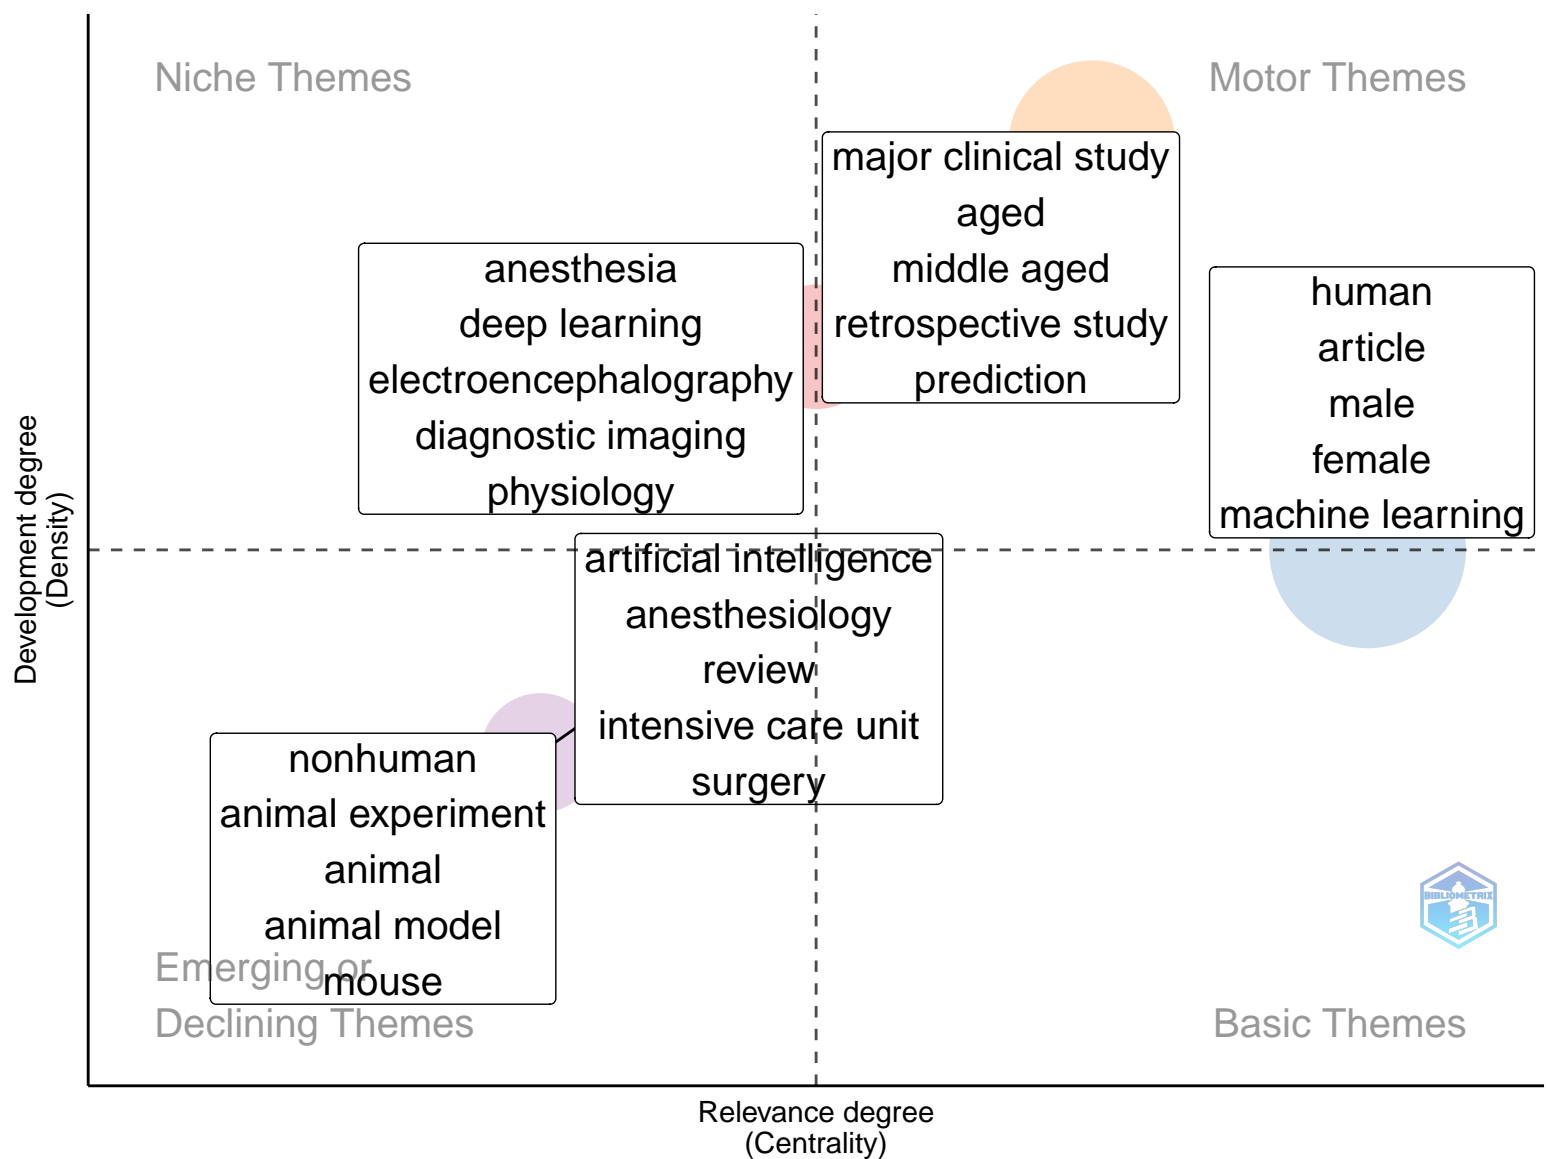 Niche Themes
Motor Themes
major clinical study
aged
middle aged
retrospective study
prediction
anesthesia
deep learning
electroencephalography
diagnostic imaging
physiology
human
article
male
female
machine learning
artificial intelligence
anesthesiology
review
intensive care unit
surgery
nonhuman
animal experiment
animal
animal model
mouse
Emerging or
Declining Themes
Basic Themes
BIBLIOMETRIX
Development degree
(Density)
Relevance degree
(Centrality)